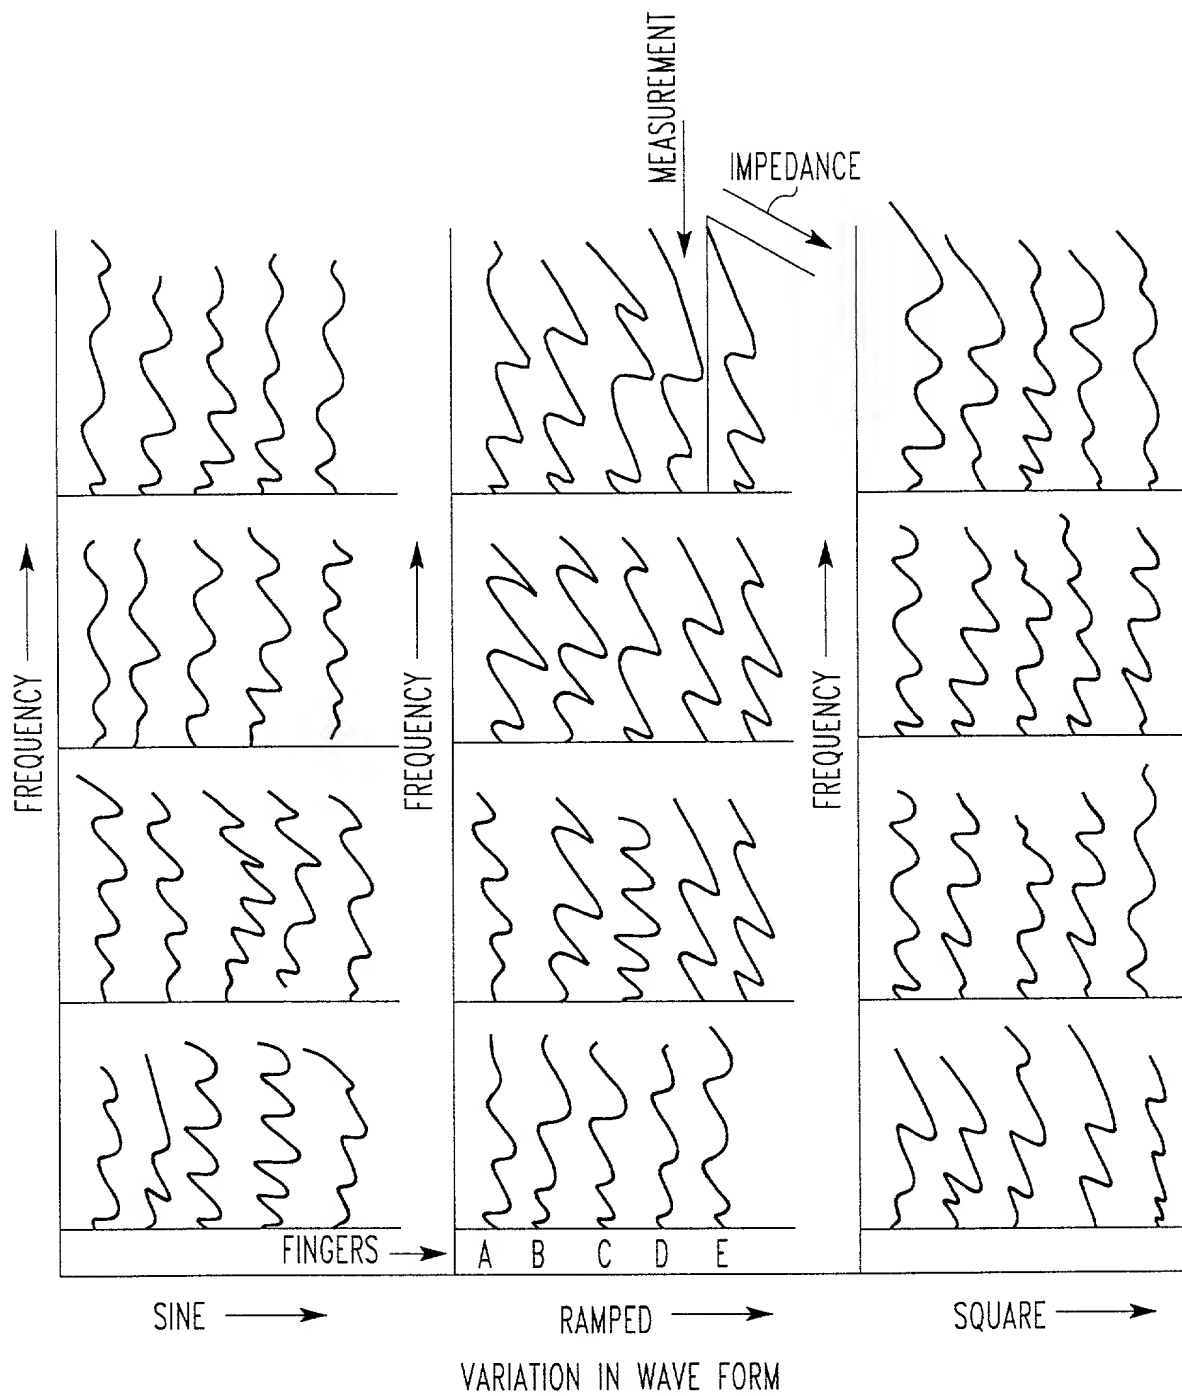 MEASUREMENT
IMPEDANCE
FREQUENCY
FREQUENCY
FREQUENCY
FINGERS
A B C D E
SINE
RAMPED
SQUARE
VARIATION IN WAVE FORM